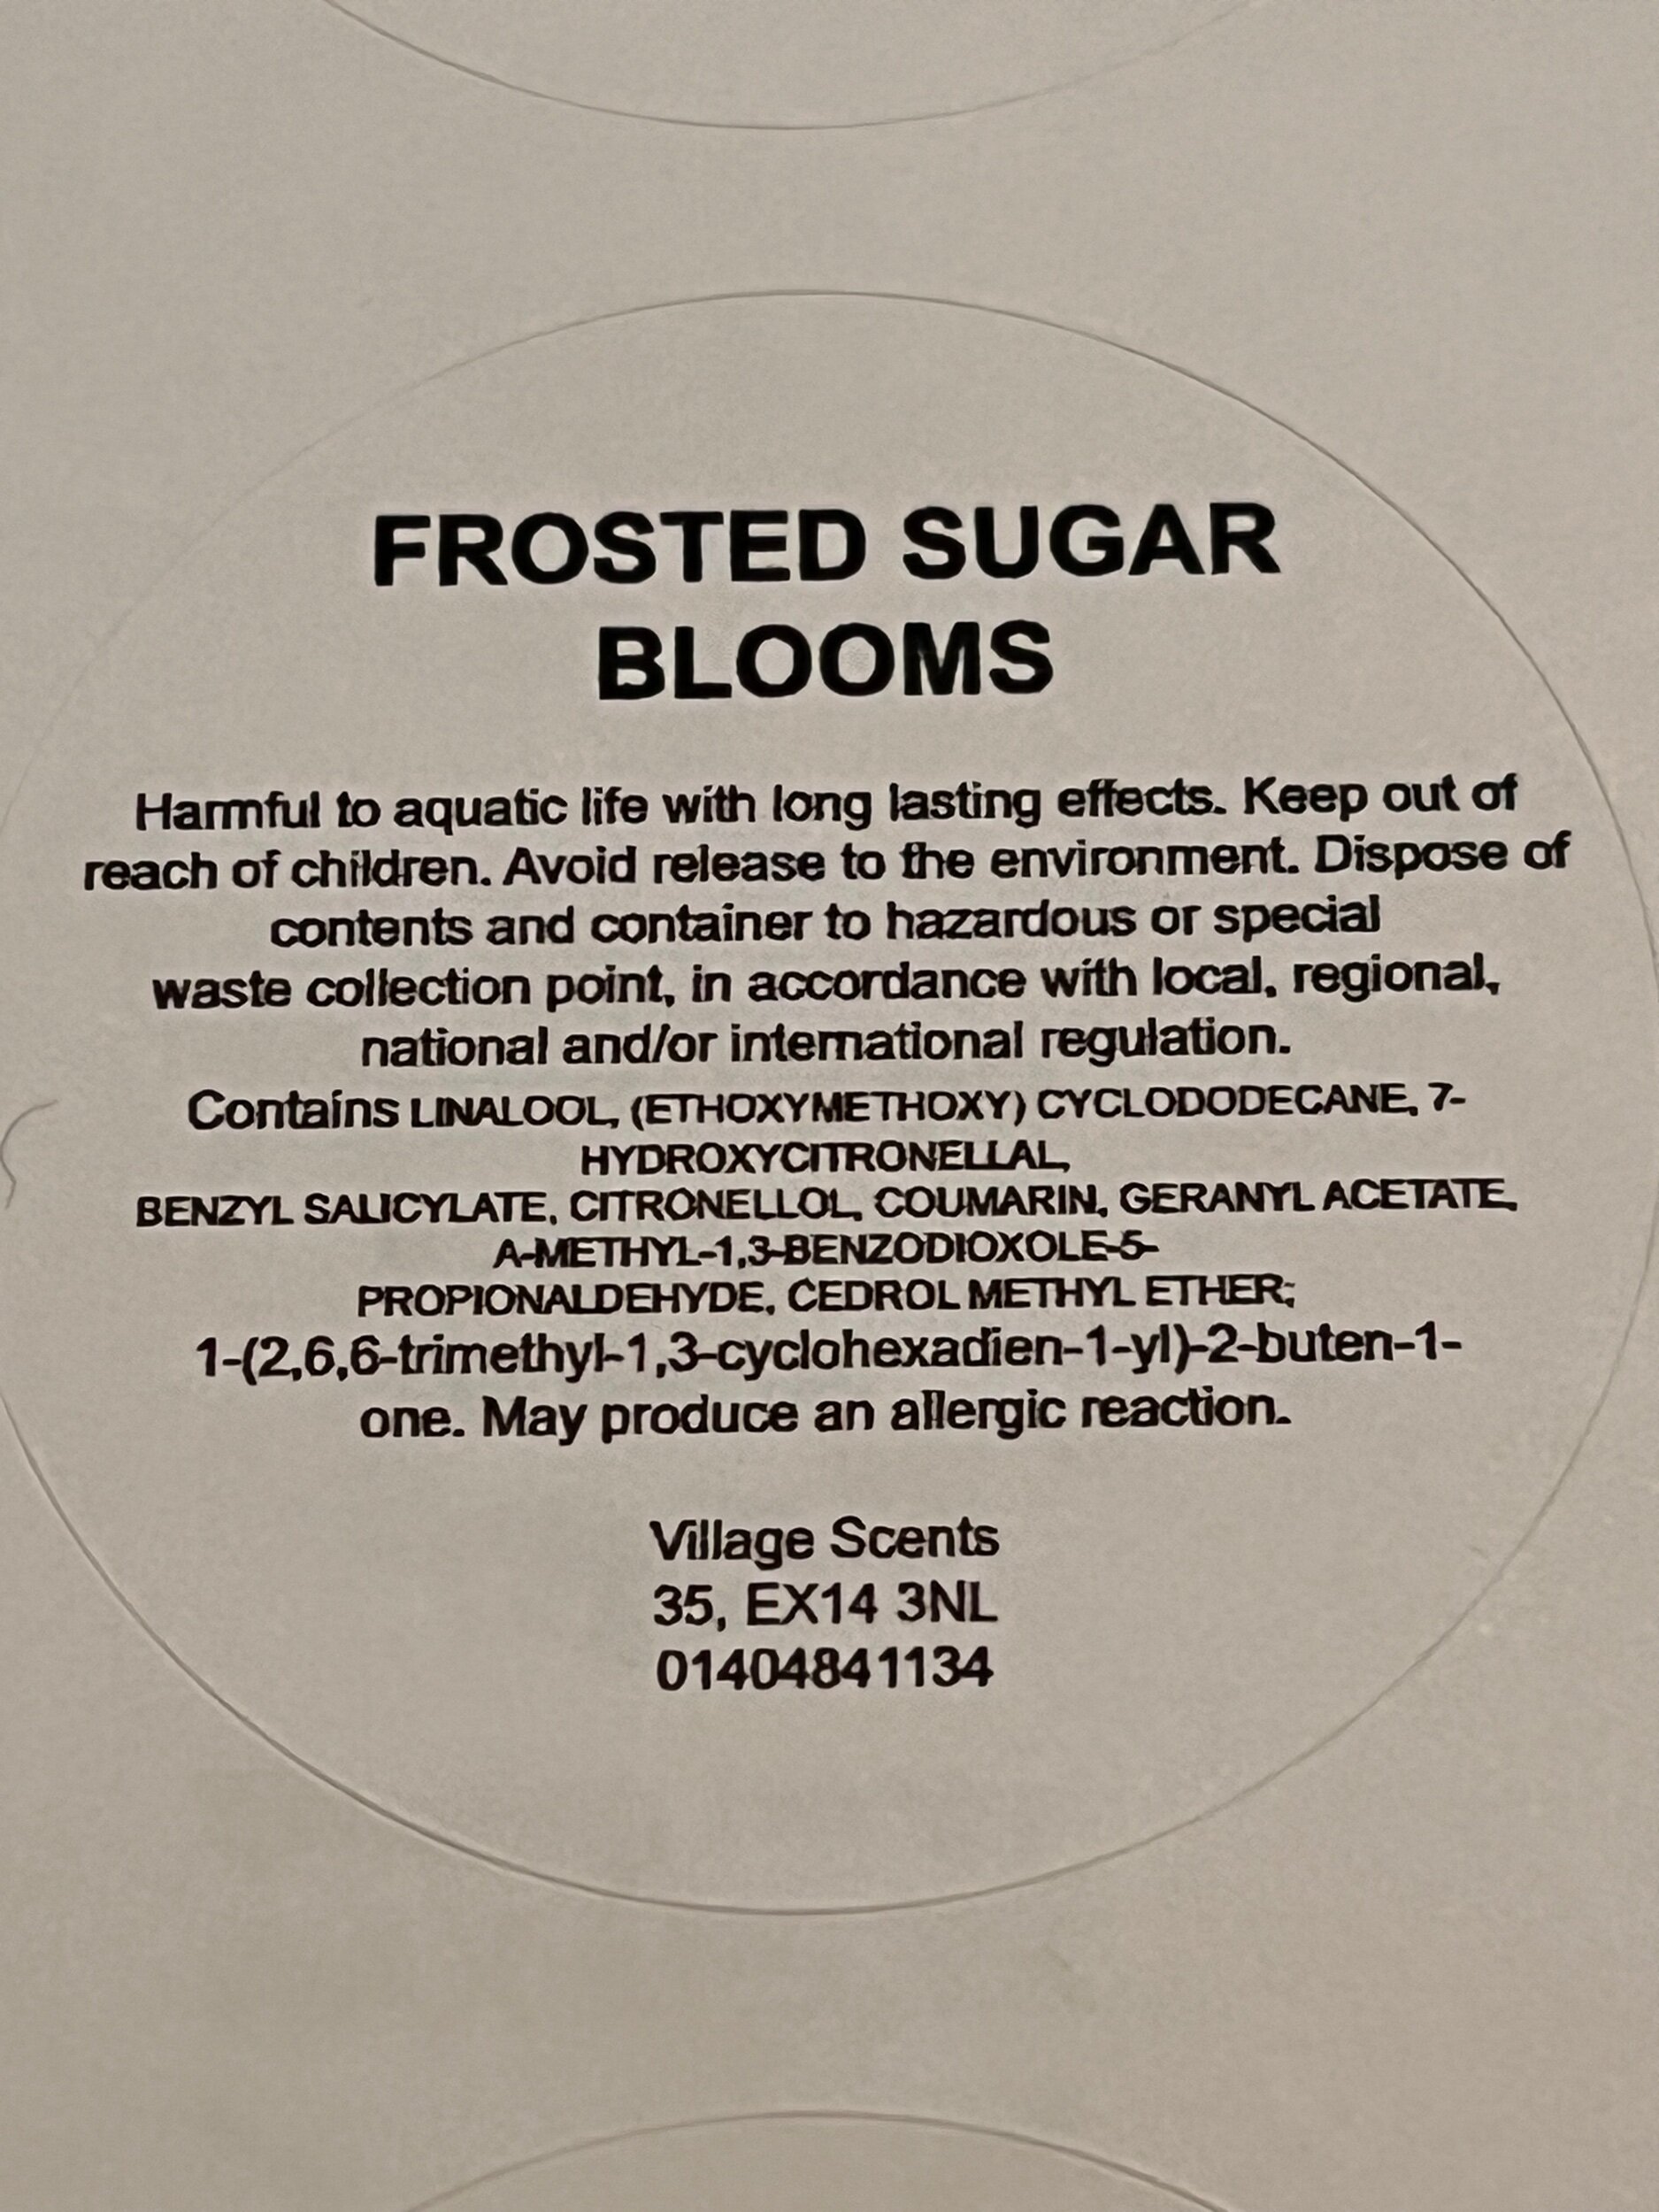 FROSTED SUGAR
BLOOMS
Harmful to aquatic life with long lasting effects. Keep out of
reach of children. Avoid release to the environment. Dispose of
contents and container to hazardous or special
waste collection point, in accordance with local, regional,
national and/or international regulation.
Contains LINALOOL, (ETHOXYMETHOXY) CYCLODODECANE, 7-
HYDROXYCITRONELLAL,
BENZYL SALICYLATE, CITRONELLOL, COUMARIN, GERANYL ACETATE,
A-METHYL-1,3-BENZODIOXOLE-5-
PROPIONALDEHYDE, CEDROL METHYL ETHER;
1-(2,6,6-trimethyl-1,3-cyclohexadien-1-yl)-2-buten-1-
one. May produce an allergic reaction.
Village Scents
35, EX14 3NL
01404841134